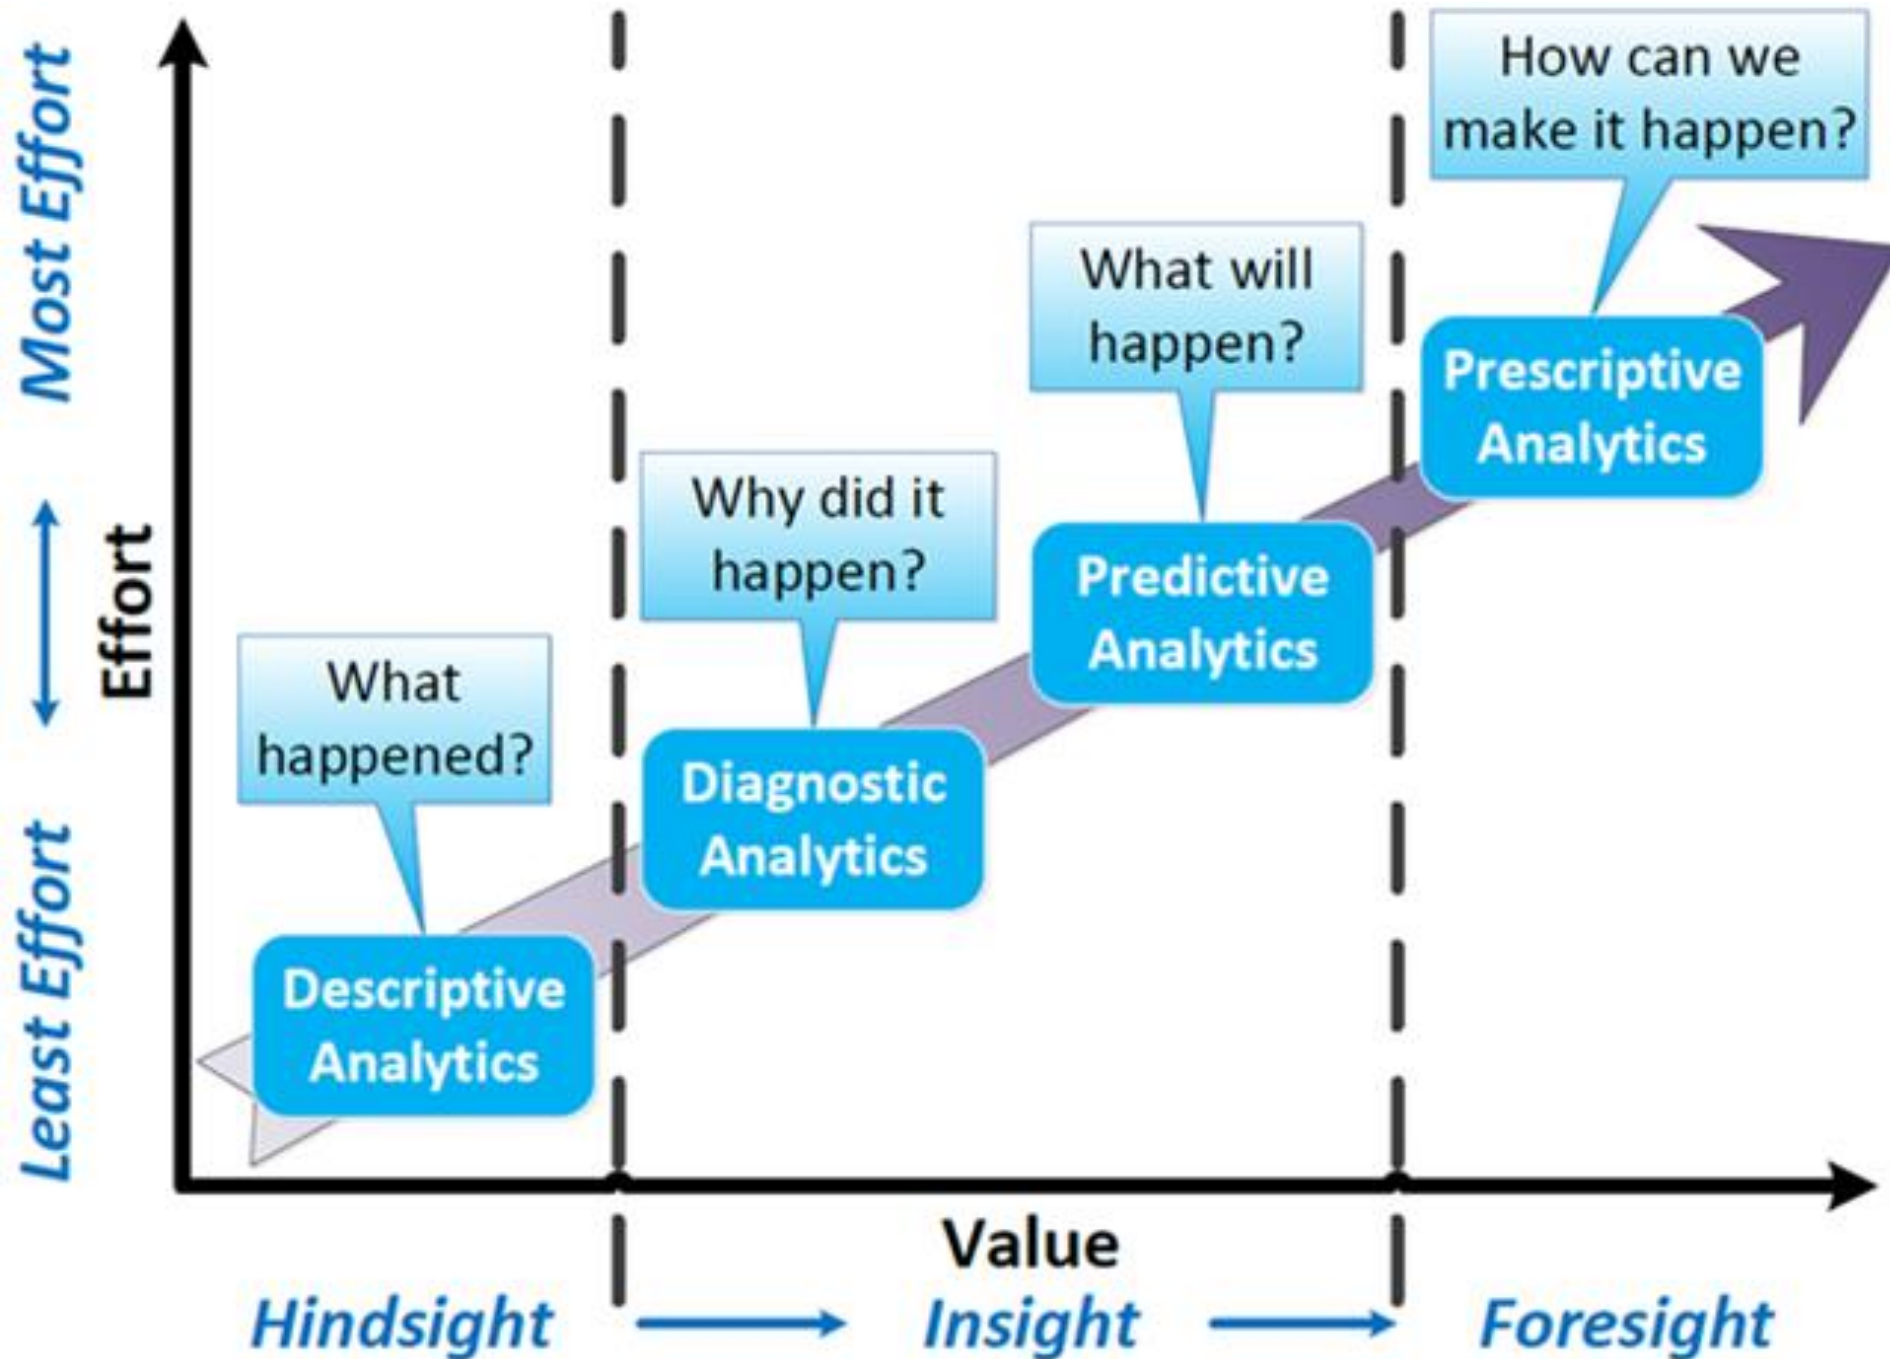 Most Effort
Least Effort
Effort
What
happened?
Descriptive
Analytics
Why did it
happen?
Diagnostic
Analytics
What will
happen?
Predictive
Analytics
How can we
make it happen?
Prescriptive
Analytics
Value
Hindsight
Insight
Foresight